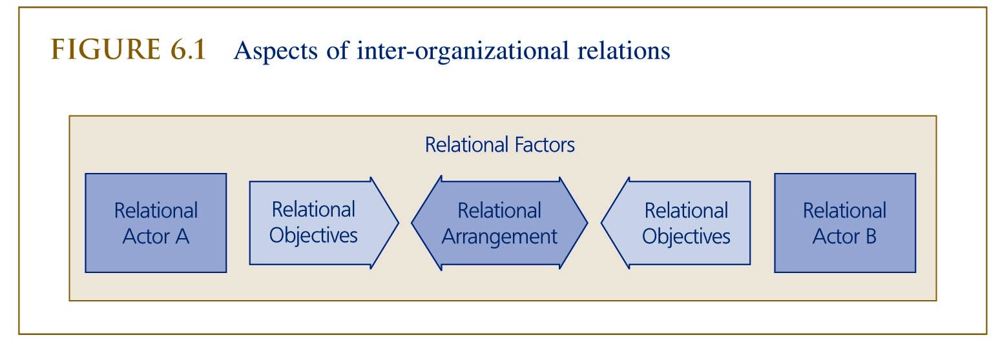 FIGURE 6.1 Aspects of inter-organizational relations
Relational Factors
Relational
Actor A
Relational
Objectives
Relational
Arrangement
Relational
Objectives
Relational
Actor B